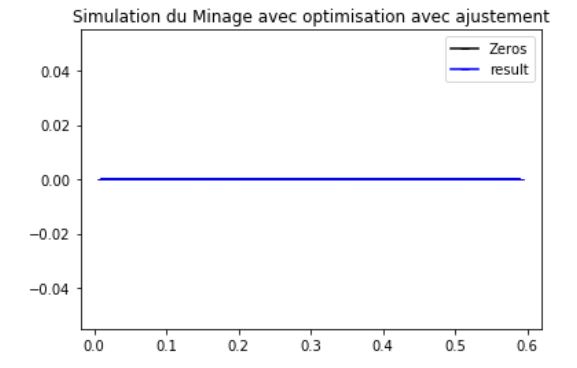 Simulation du Minage avec optimisation avec ajustement
Zeros
result
0.04
0.02
0.00
−0.02
−0.04
0.0 0.1 0.2 0.3 0.4 0.5 0.6